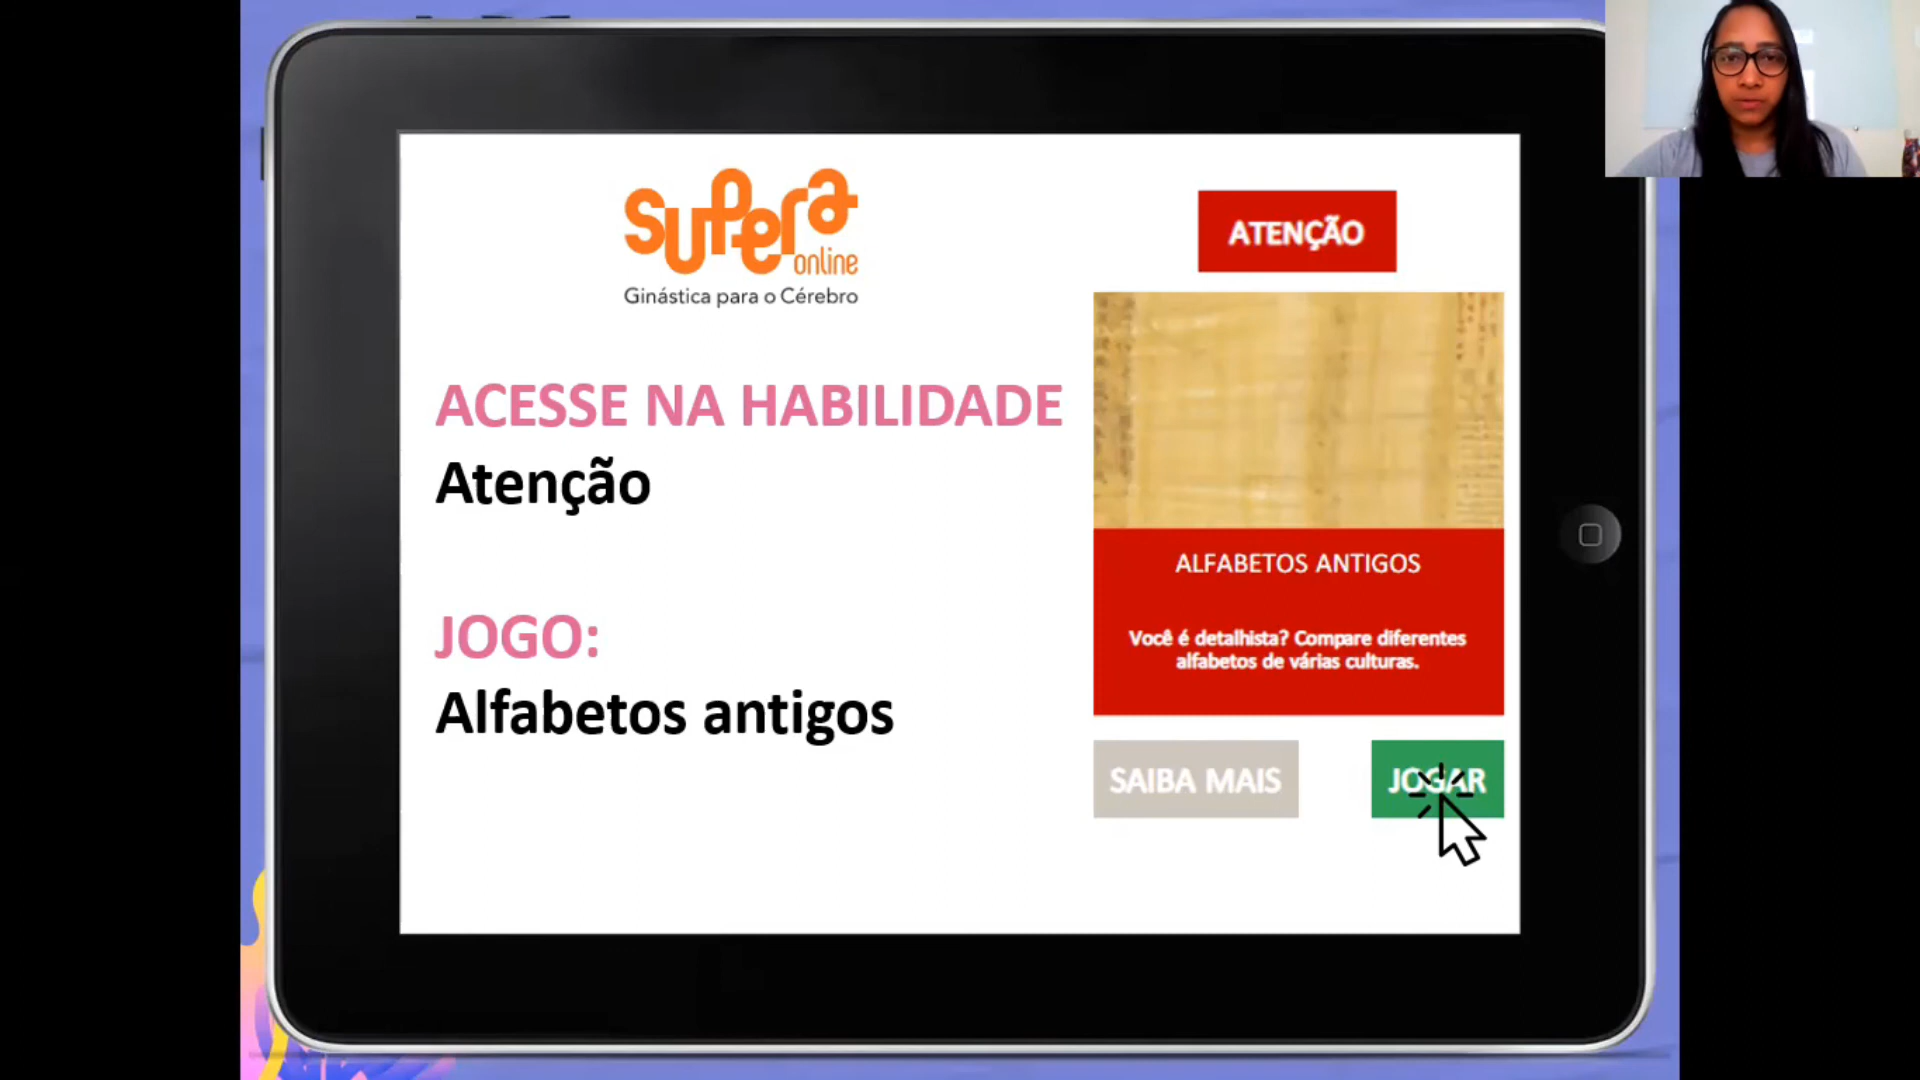 supera
online
Ginástica para o Cérebro
ACESSE NA HABILIDADE
Atenção
JOGO:
Alfabetos antigos
ATENÇÃO
ALFABETOS ANTIGOS
Você é detalhista? Compare diferentes
alfabetos de várias culturas.
SAIBA MAIS
JOGAR